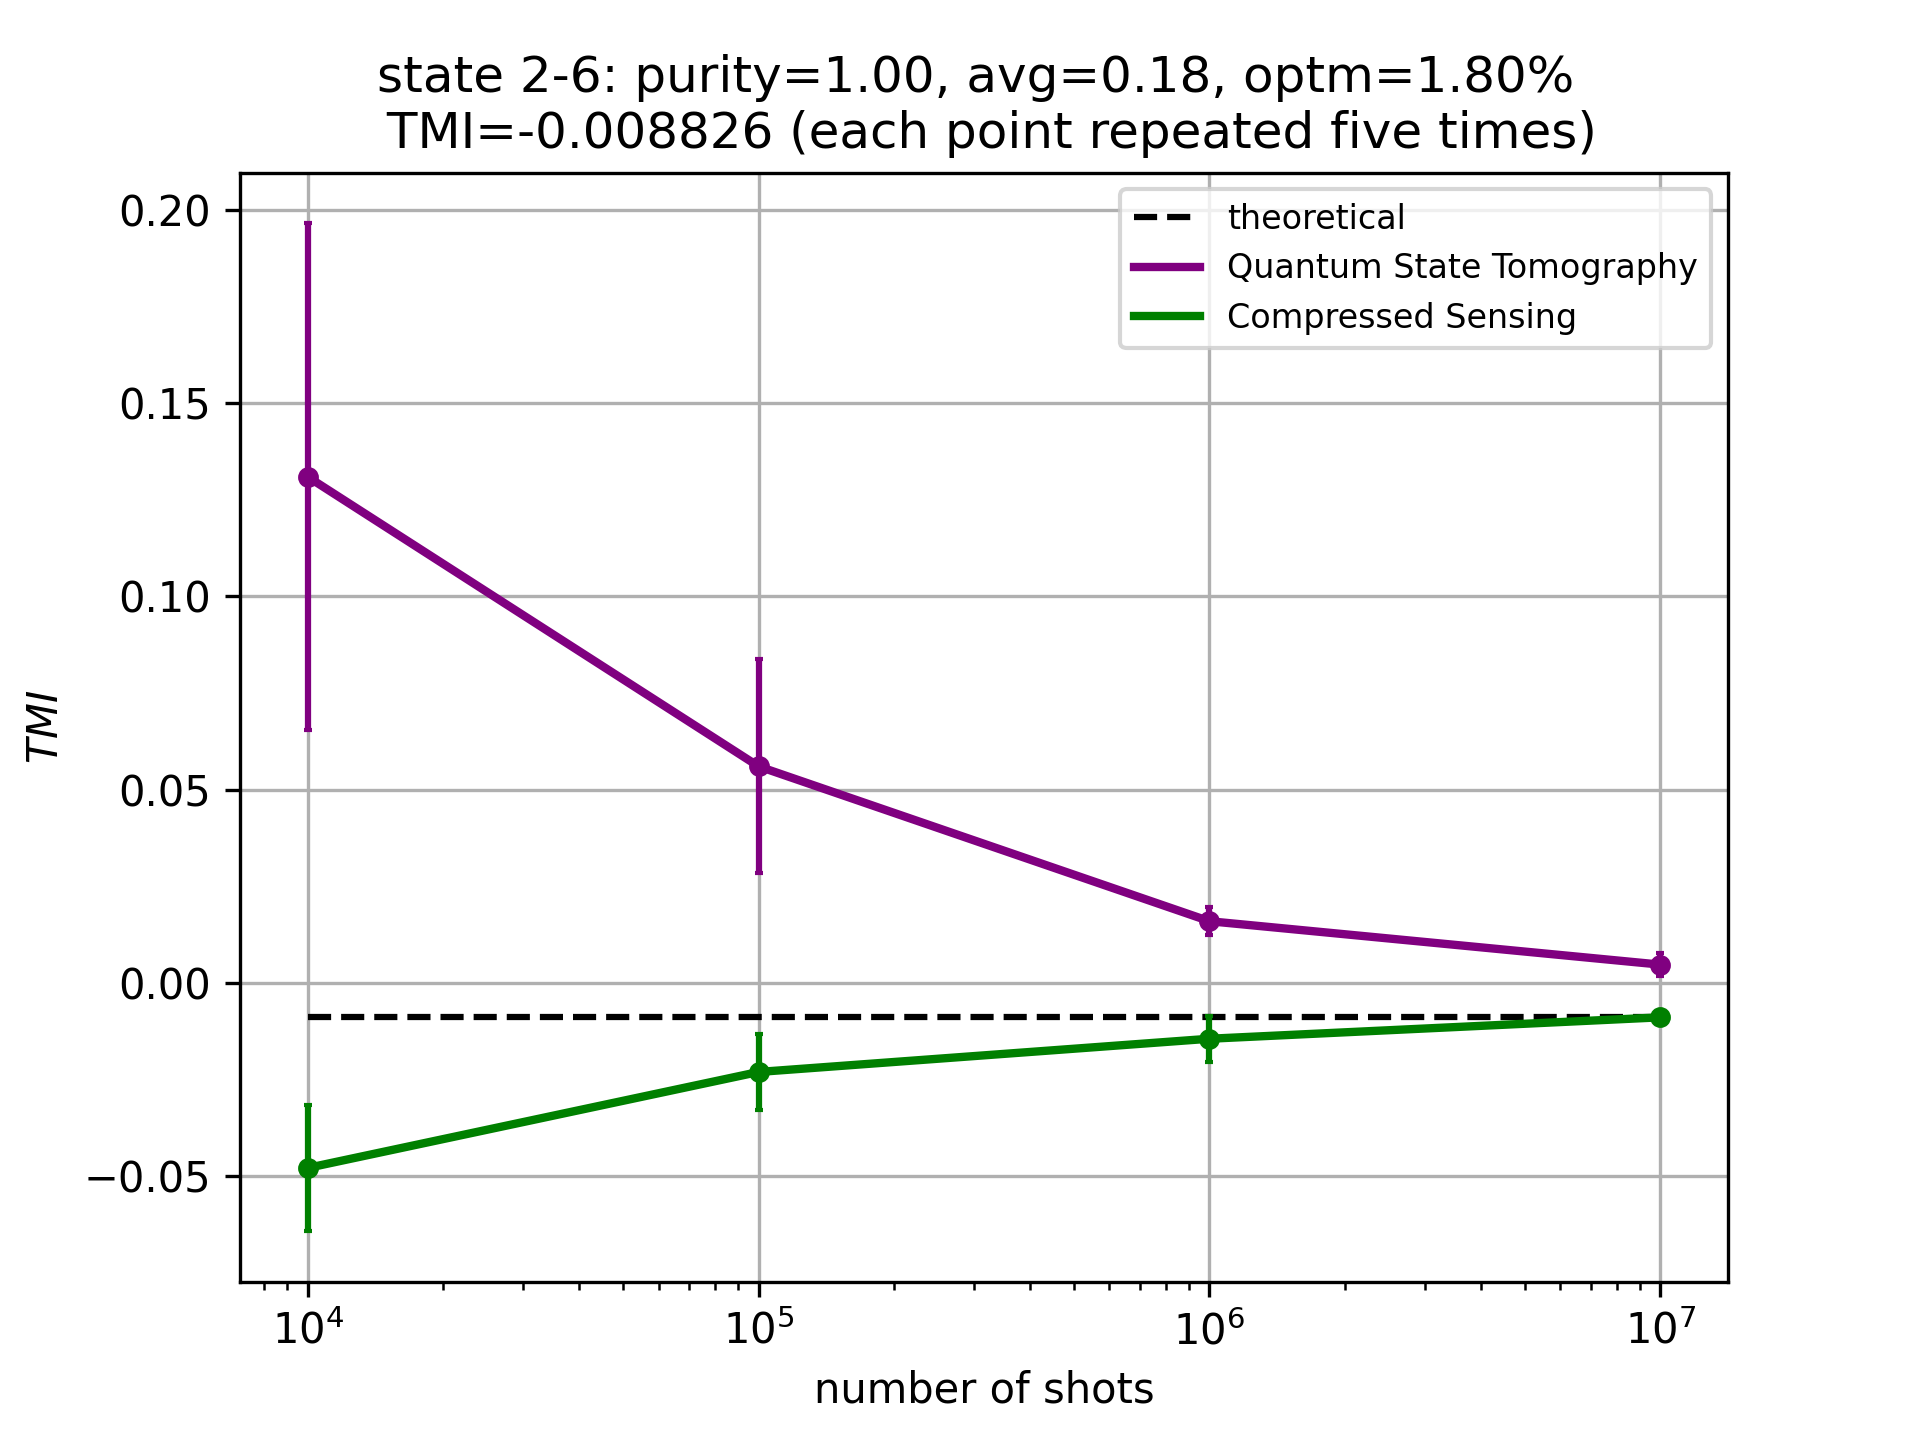 state 2-6: purity=1.00, avg=0.18, optm=1.80%
TMI=-0.008826 (each point repeated five times)
theoretical
Quantum State Tomography
Compressed Sensing
TMI
0.20
0.15
0.10
0.05
0.00
−0.05
10⁴
10⁵
10⁶
10⁷
number of shots